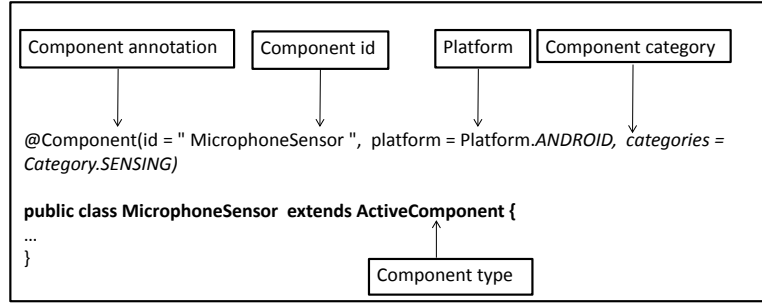 Component annotation
Component id
Platform
Component category
@Component(id = " MicrophoneSensor ",  platform = Platform.ANDROID,  categories =
Category.SENSING)
public class MicrophoneSensor  extends ActiveComponent {
...
}
Component type